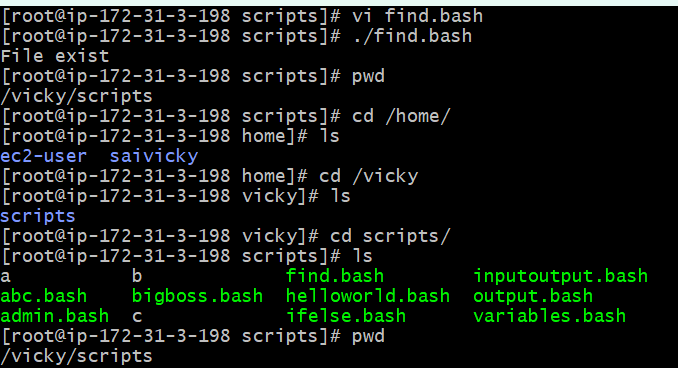 [root@ip-172-31-3-198 scripts]# vi find.bash
[root@ip-172-31-3-198 scripts]# ./find.bash
File exist
[root@ip-172-31-3-198 scripts]# pwd
/vicky/scripts
[root@ip-172-31-3-198 scripts]# cd /home/
[root@ip-172-31-3-198 home]# ls
ec2-user  saivicky
[root@ip-172-31-3-198 home]# cd /vicky
[root@ip-172-31-3-198 vicky]# ls
scripts
[root@ip-172-31-3-198 vicky]# cd scripts/
[root@ip-172-31-3-198 scripts]# ls
a           b             find.bash        inputoutput.bash
abc.bash    bigboss.bash  helloworld.bash  output.bash
admin.bash  c             ifelse.bash      variables.bash
[root@ip-172-31-3-198 scripts]# pwd
/vicky/scripts